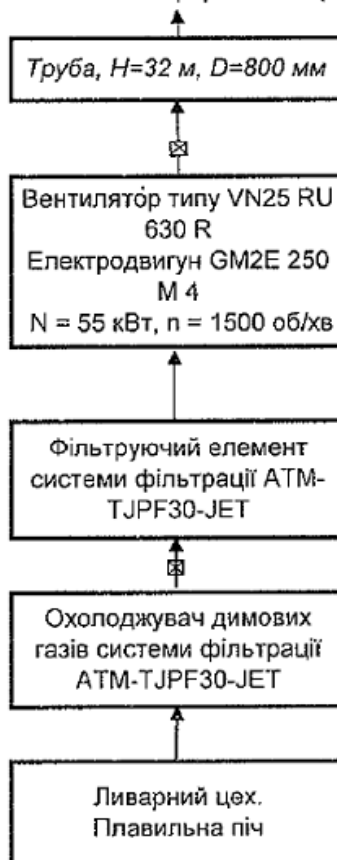 Труба, H=32 м, D=800 мм
Вентилятор типу VN25 RU
630 R
Електродвигун GM2E 250
M 4
N = 55 кВт, n = 1500 об/хв
Фільтруючий елемент
системи фільтрації ATM-
TJPF30-JET
Охолоджувач димових
газів системи фільтрації
ATM-TJPF30-JET
Ливарний цех.
Плавильна піч